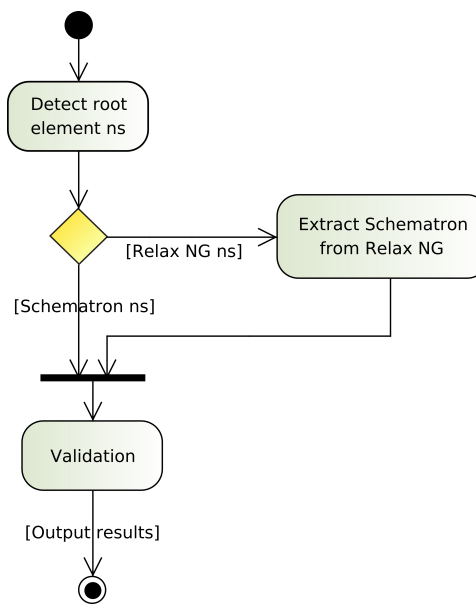 Detect root
element ns
[Relax NG ns]
Extract Schematron
from Relax NG
[Schematron ns]
Validation
[Output results]